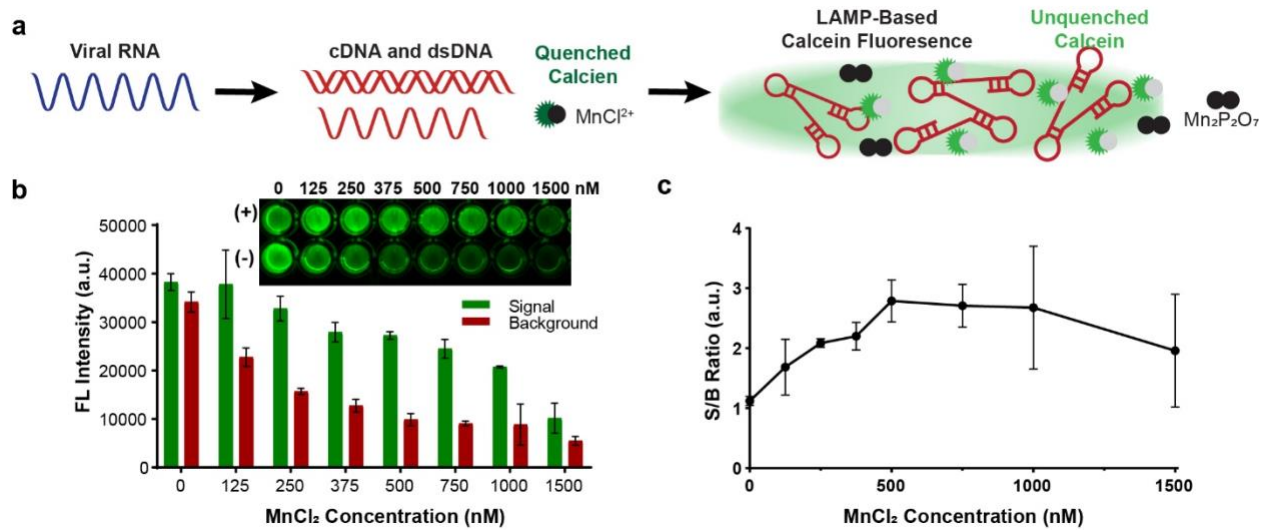 a
Viral RNA
cDNA and dsDNA
Quenched
Calcien
MnCl²⁺
LAMP-Based
Calcein Fluoresence
Unquenched
Calcein
Mn₂P₂O₇
b
0 125 250 375 500 750 1000 1500 nM
(+)
(-)
Signal
Background
FL Intensity (a.u.)
50000
40000
30000
20000
10000
0
0 125 250 375 500 750 1000 1500
MnCl₂ Concentration (nM)
c
S/B Ratio (a.u.)
4
3
2
1
0
0 500 1000 1500
MnCl₂ Concentration (nM)